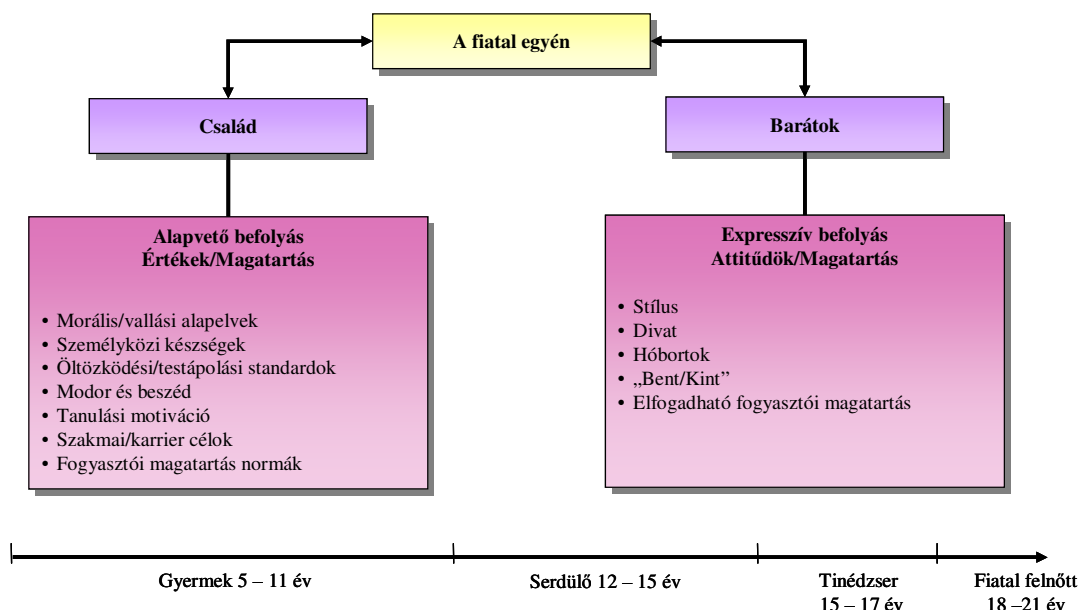 A fiatal egyén
Család
Barátok
Alapvető befolyás
Értékek/Magatartás
• Morális/vallási alapelvek
• Személyközi készségek
• Öltözködési/testápolási standardok
• Modor és beszéd
• Tanulási motiváció
• Szakmai/karrier célok
• Fogyasztói magatartás normák
Expresszív befolyás
Attitűdök/Magatartás
• Stílus
• Divat
• Hóbortok
• „Bent/Kint”
• Elfogadható fogyasztói magatartás
Gyermek 5 – 11 év
Serdülő 12 – 15 év
Tinédzser
15 – 17 év
Fiatal felnőtt
18 –21 év